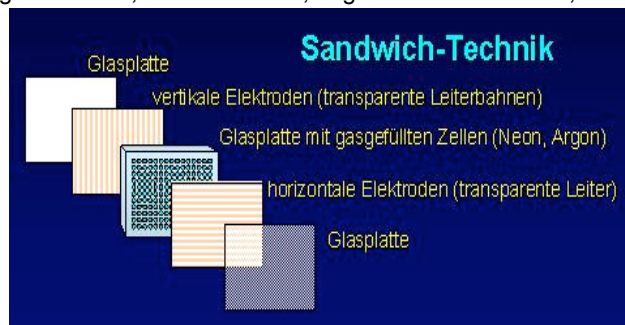 Sandwich-Technik
Glasplatte
vertikale Elektroden (transparente Leiterbahnen)
Glasplatte mit gasgefüllten Zellen (Neon, Argon)
horizontale Elektroden (transparente Leiter)
Glasplatte